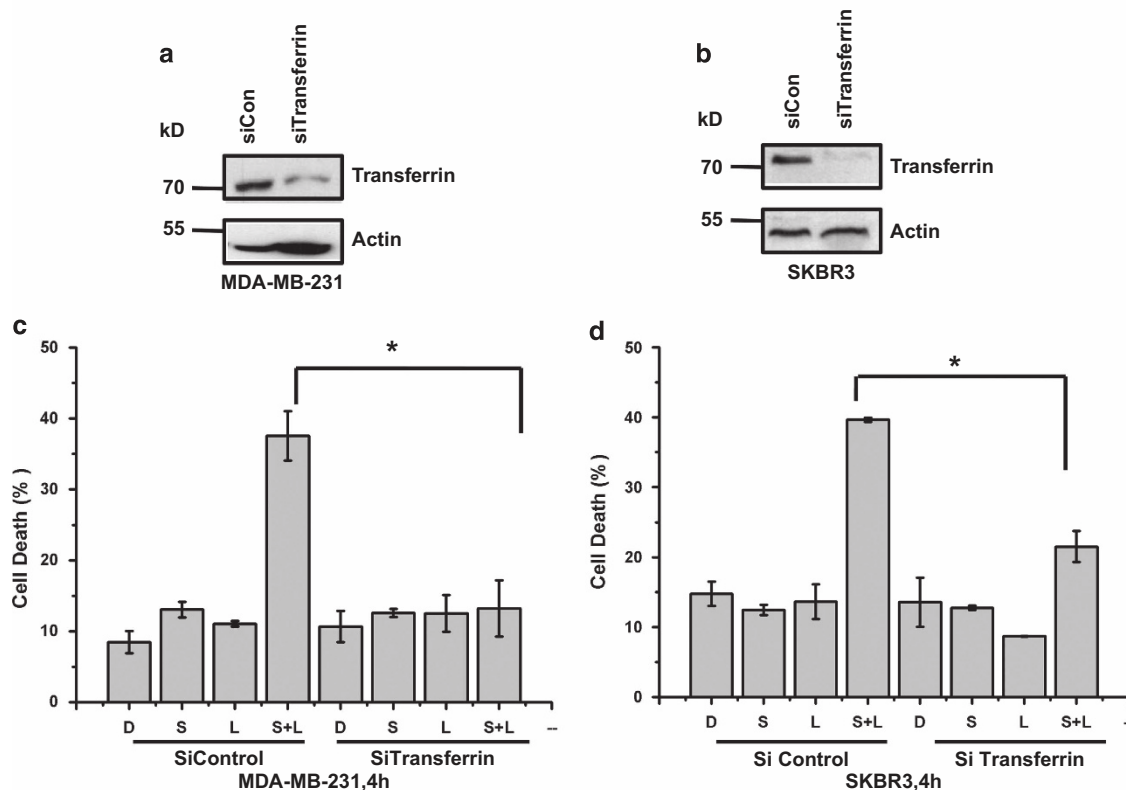 a
siCon
siTransferrin
kD
70
Transferrin
55
Actin
MDA-MB-231
b
siCon
siTransferrin
kD
70
Transferrin
55
Actin
SKBR3
c
50
40
30
20
10
0
Cell Death (% )
*
D S L S+L D S L S+L --
SiControl SiTransferrin
MDA-MB-231,4h
d
50
40
30
20
10
0
Cell Death (% )
*
D S L S+L D S L S+L -
Si Control Si Transferrin
SKBR3,4h